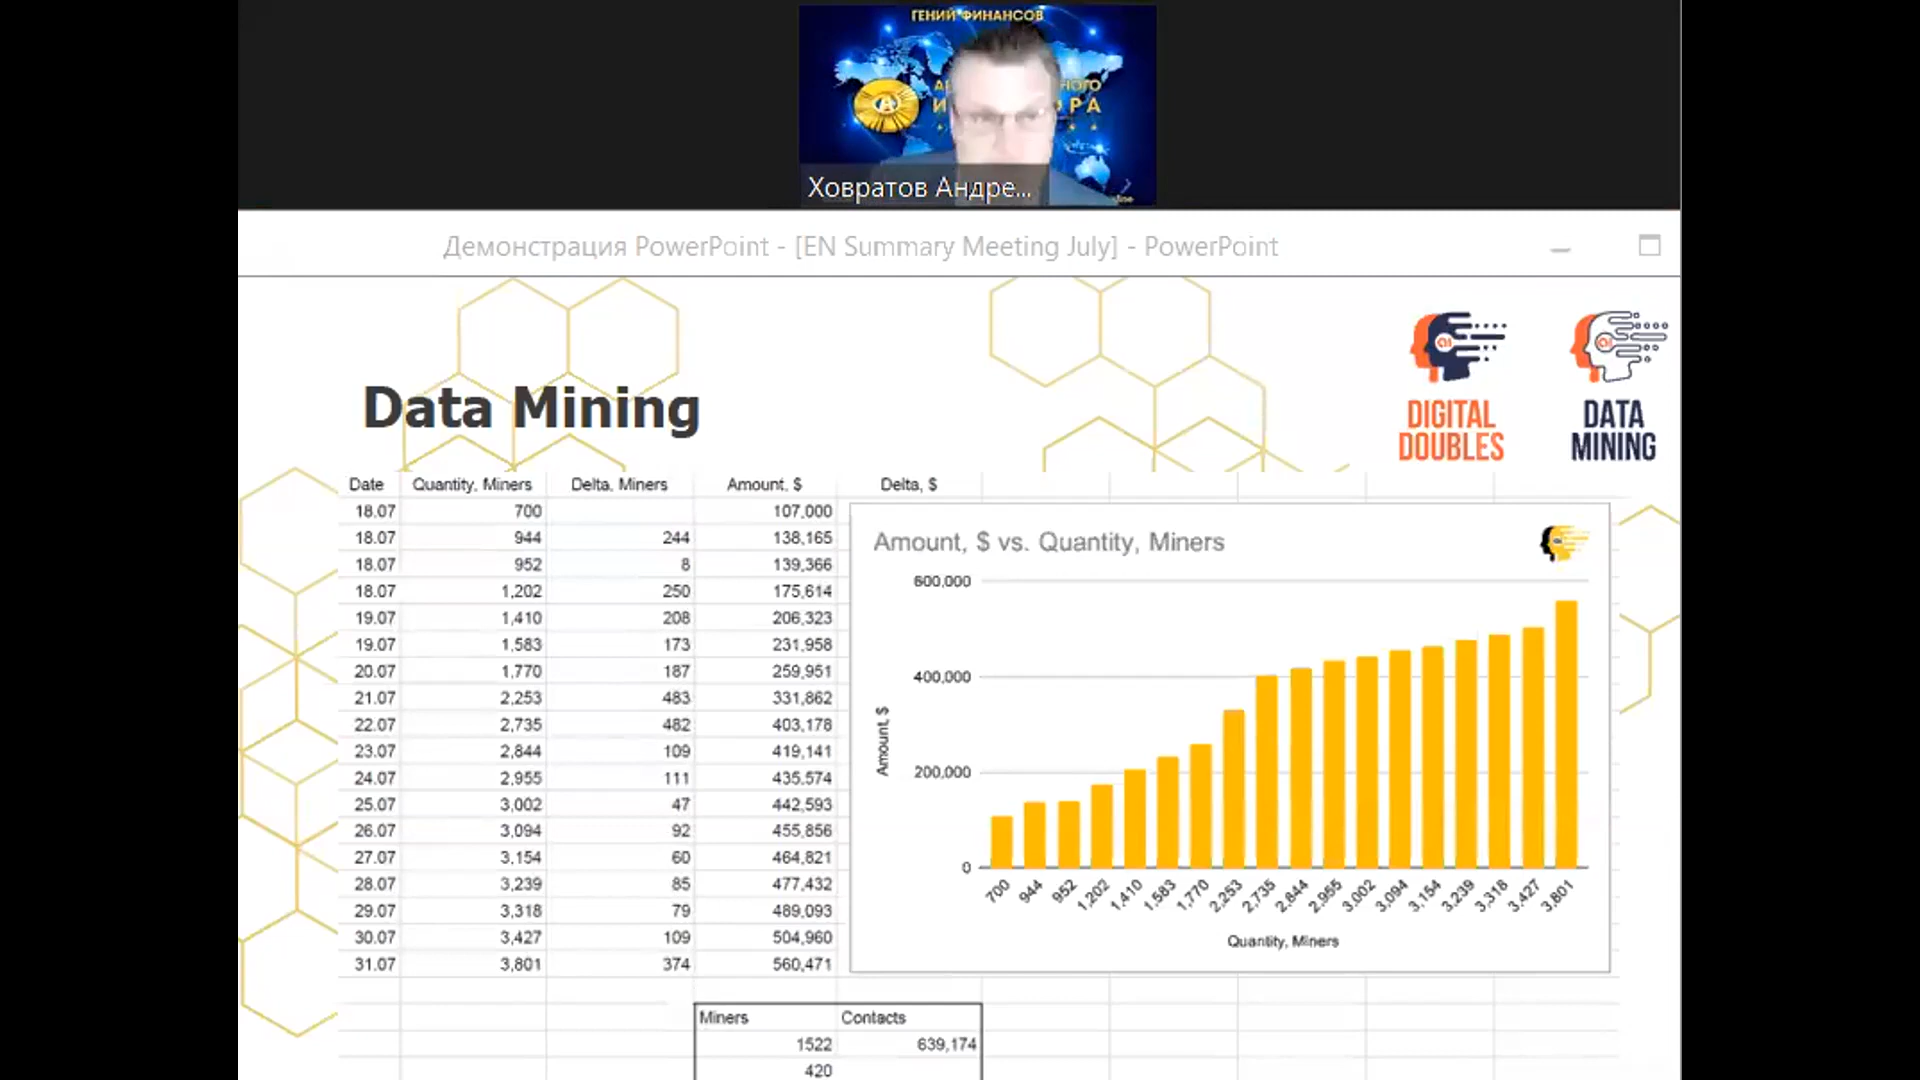 ГЕНИЙ ФИНАНСОВ
Ховратов Андре...
Демонстрация PowerPoint - [EN Summary Meeting July] - PowerPoint
DIGITAL
DOUBLES
DATA
MINING
Data Mining
Date Quantity, Miners Delta, Miners Amount, $ Delta, $
18.07 700 107,000
18.07 944 244 138,165
18.07 952 8 139,366
18.07 1,202 250 175,614
19.07 1,410 208 206,323
19.07 1,583 173 231,958
20.07 1,770 187 259,951
21.07 2,253 483 331,862
22.07 2,735 482 403,178
23.07 2,844 109 419,141
24.07 2,955 111 435,574
25.07 3,002 47 442,593
26.07 3,094 92 455,856
27.07 3,154 60 464,821
28.07 3,239 85 477,432
29.07 3,318 79 489,093
30.07 3,427 109 504,960
31.07 3,801 374 560,471
Amount, $ vs. Quantity, Miners
600,000
400,000
200,000
0
Amount, $
700 944 952 1,202 1,410 1,583 1,770 2,253 2,735 2,844 2,955 3,002 3,094 3,154 3,239 3,318 3,427 3,801
Quantity, Miners
Miners Contacts
1522 639,174
420